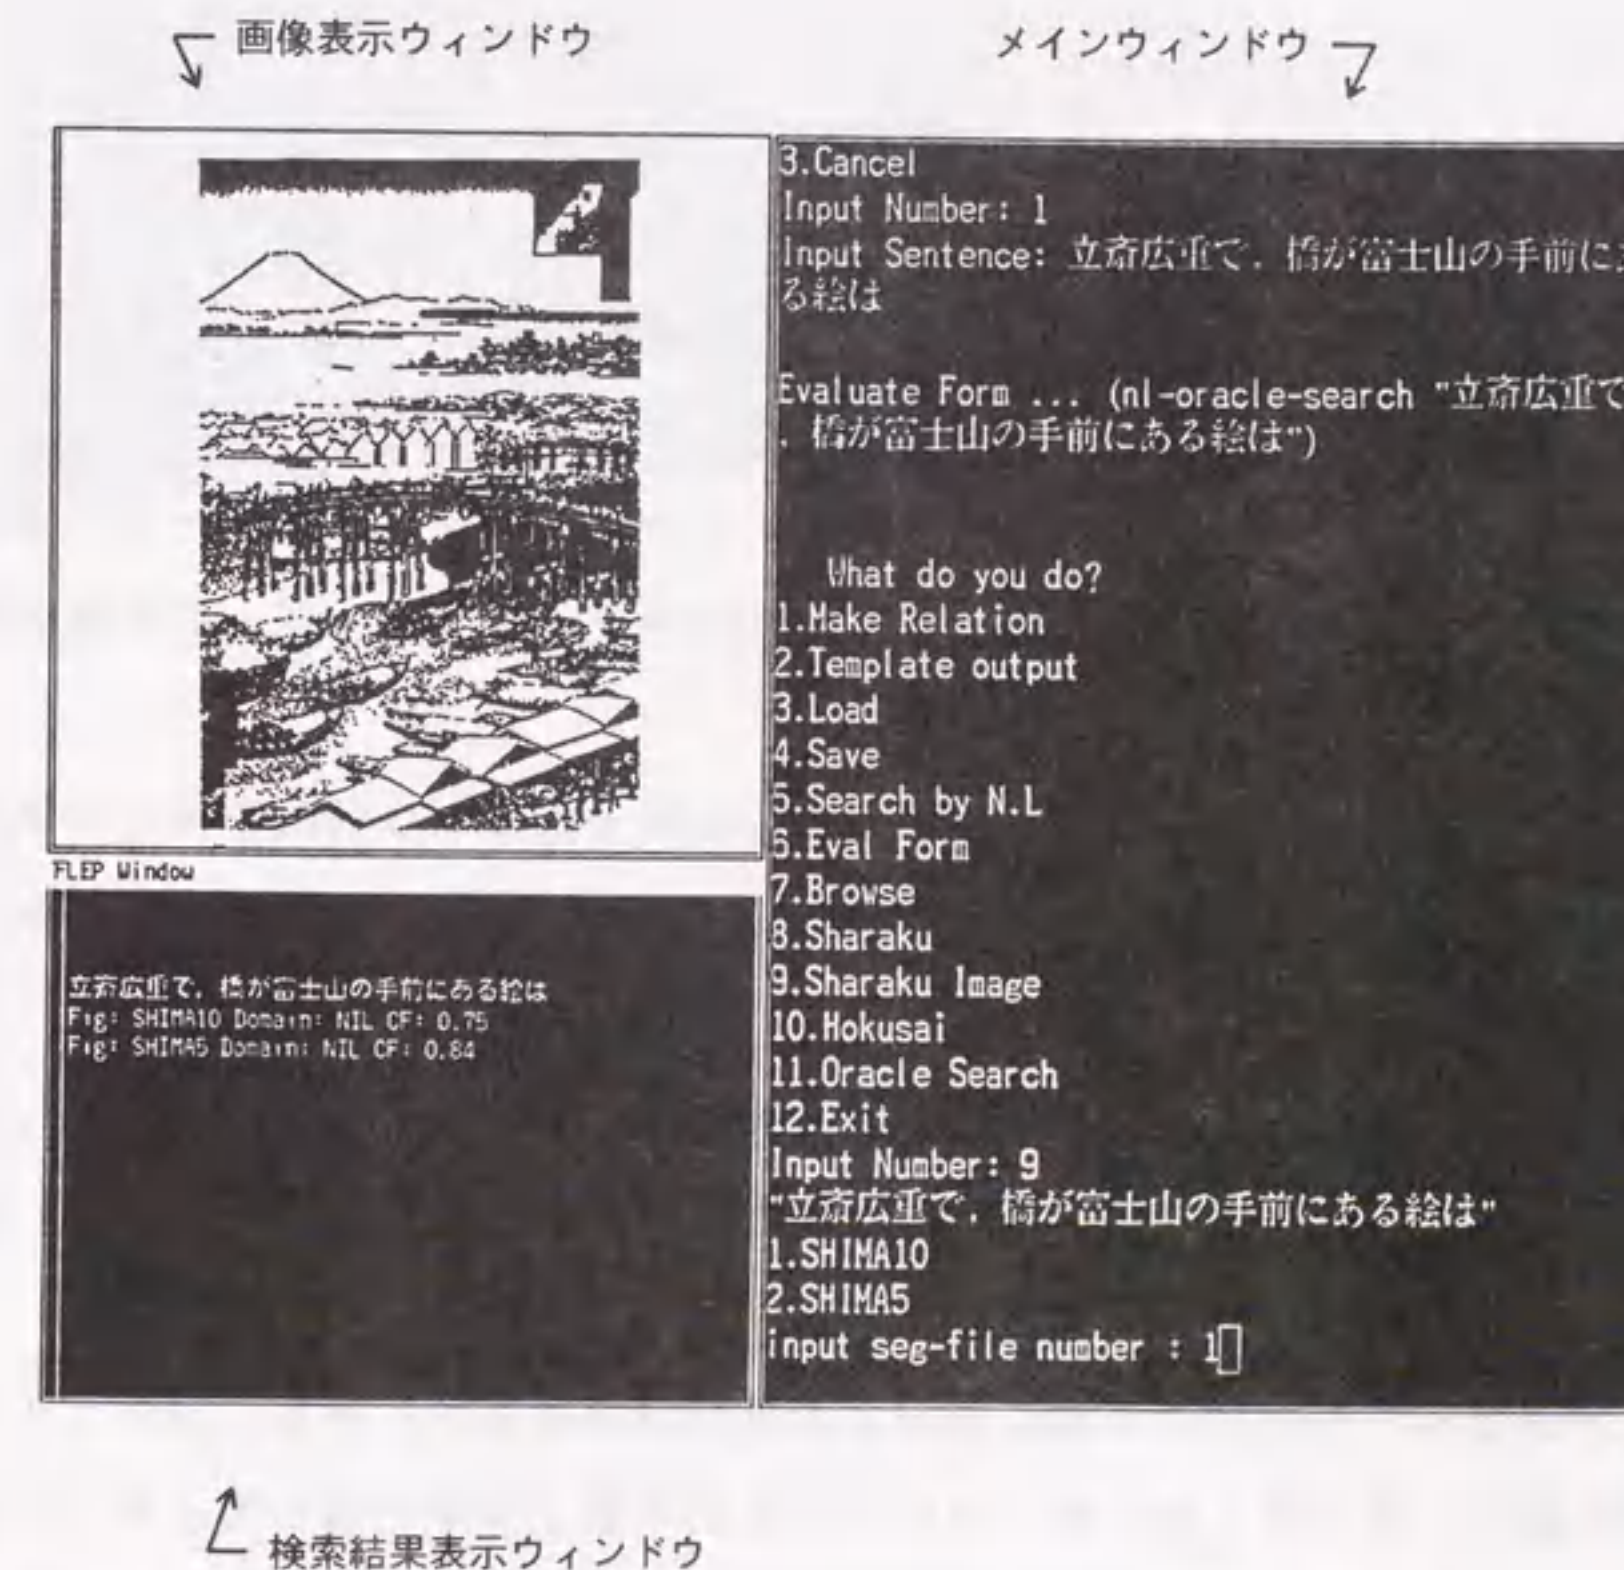 画像表示ウィンドウ
メインウィンドウ
3.Cancel
Input Number: 1
Input Sentence: 立斎広重で，橋が富士山の手前にあ
る絵は
Evaluate Form ... (nl-oracle-search "立斎広重で
，橋が富士山の手前にある絵は")
What do you do?
1.Make Relation
2.Template output
3.Load
4.Save
5.Search by N.L
6.Eval Form
7.Browse
8.Sharaku
9.Sharaku Image
10.Hokusai
11.Oracle Search
12.Exit
Input Number: 9
"立斎広重で，橋が富士山の手前にある絵は"
1.SHIMA10
2.SHIMA5
input seg-file number : 1
FLEP Window
立斎広重で，橋が富士山の手前にある絵は
Fig: SHIMA10 Domain: NIL CF: 0.75
Fig: SHIMA5 Domain: NIL CF: 0.84
検索結果表示ウィンドウ